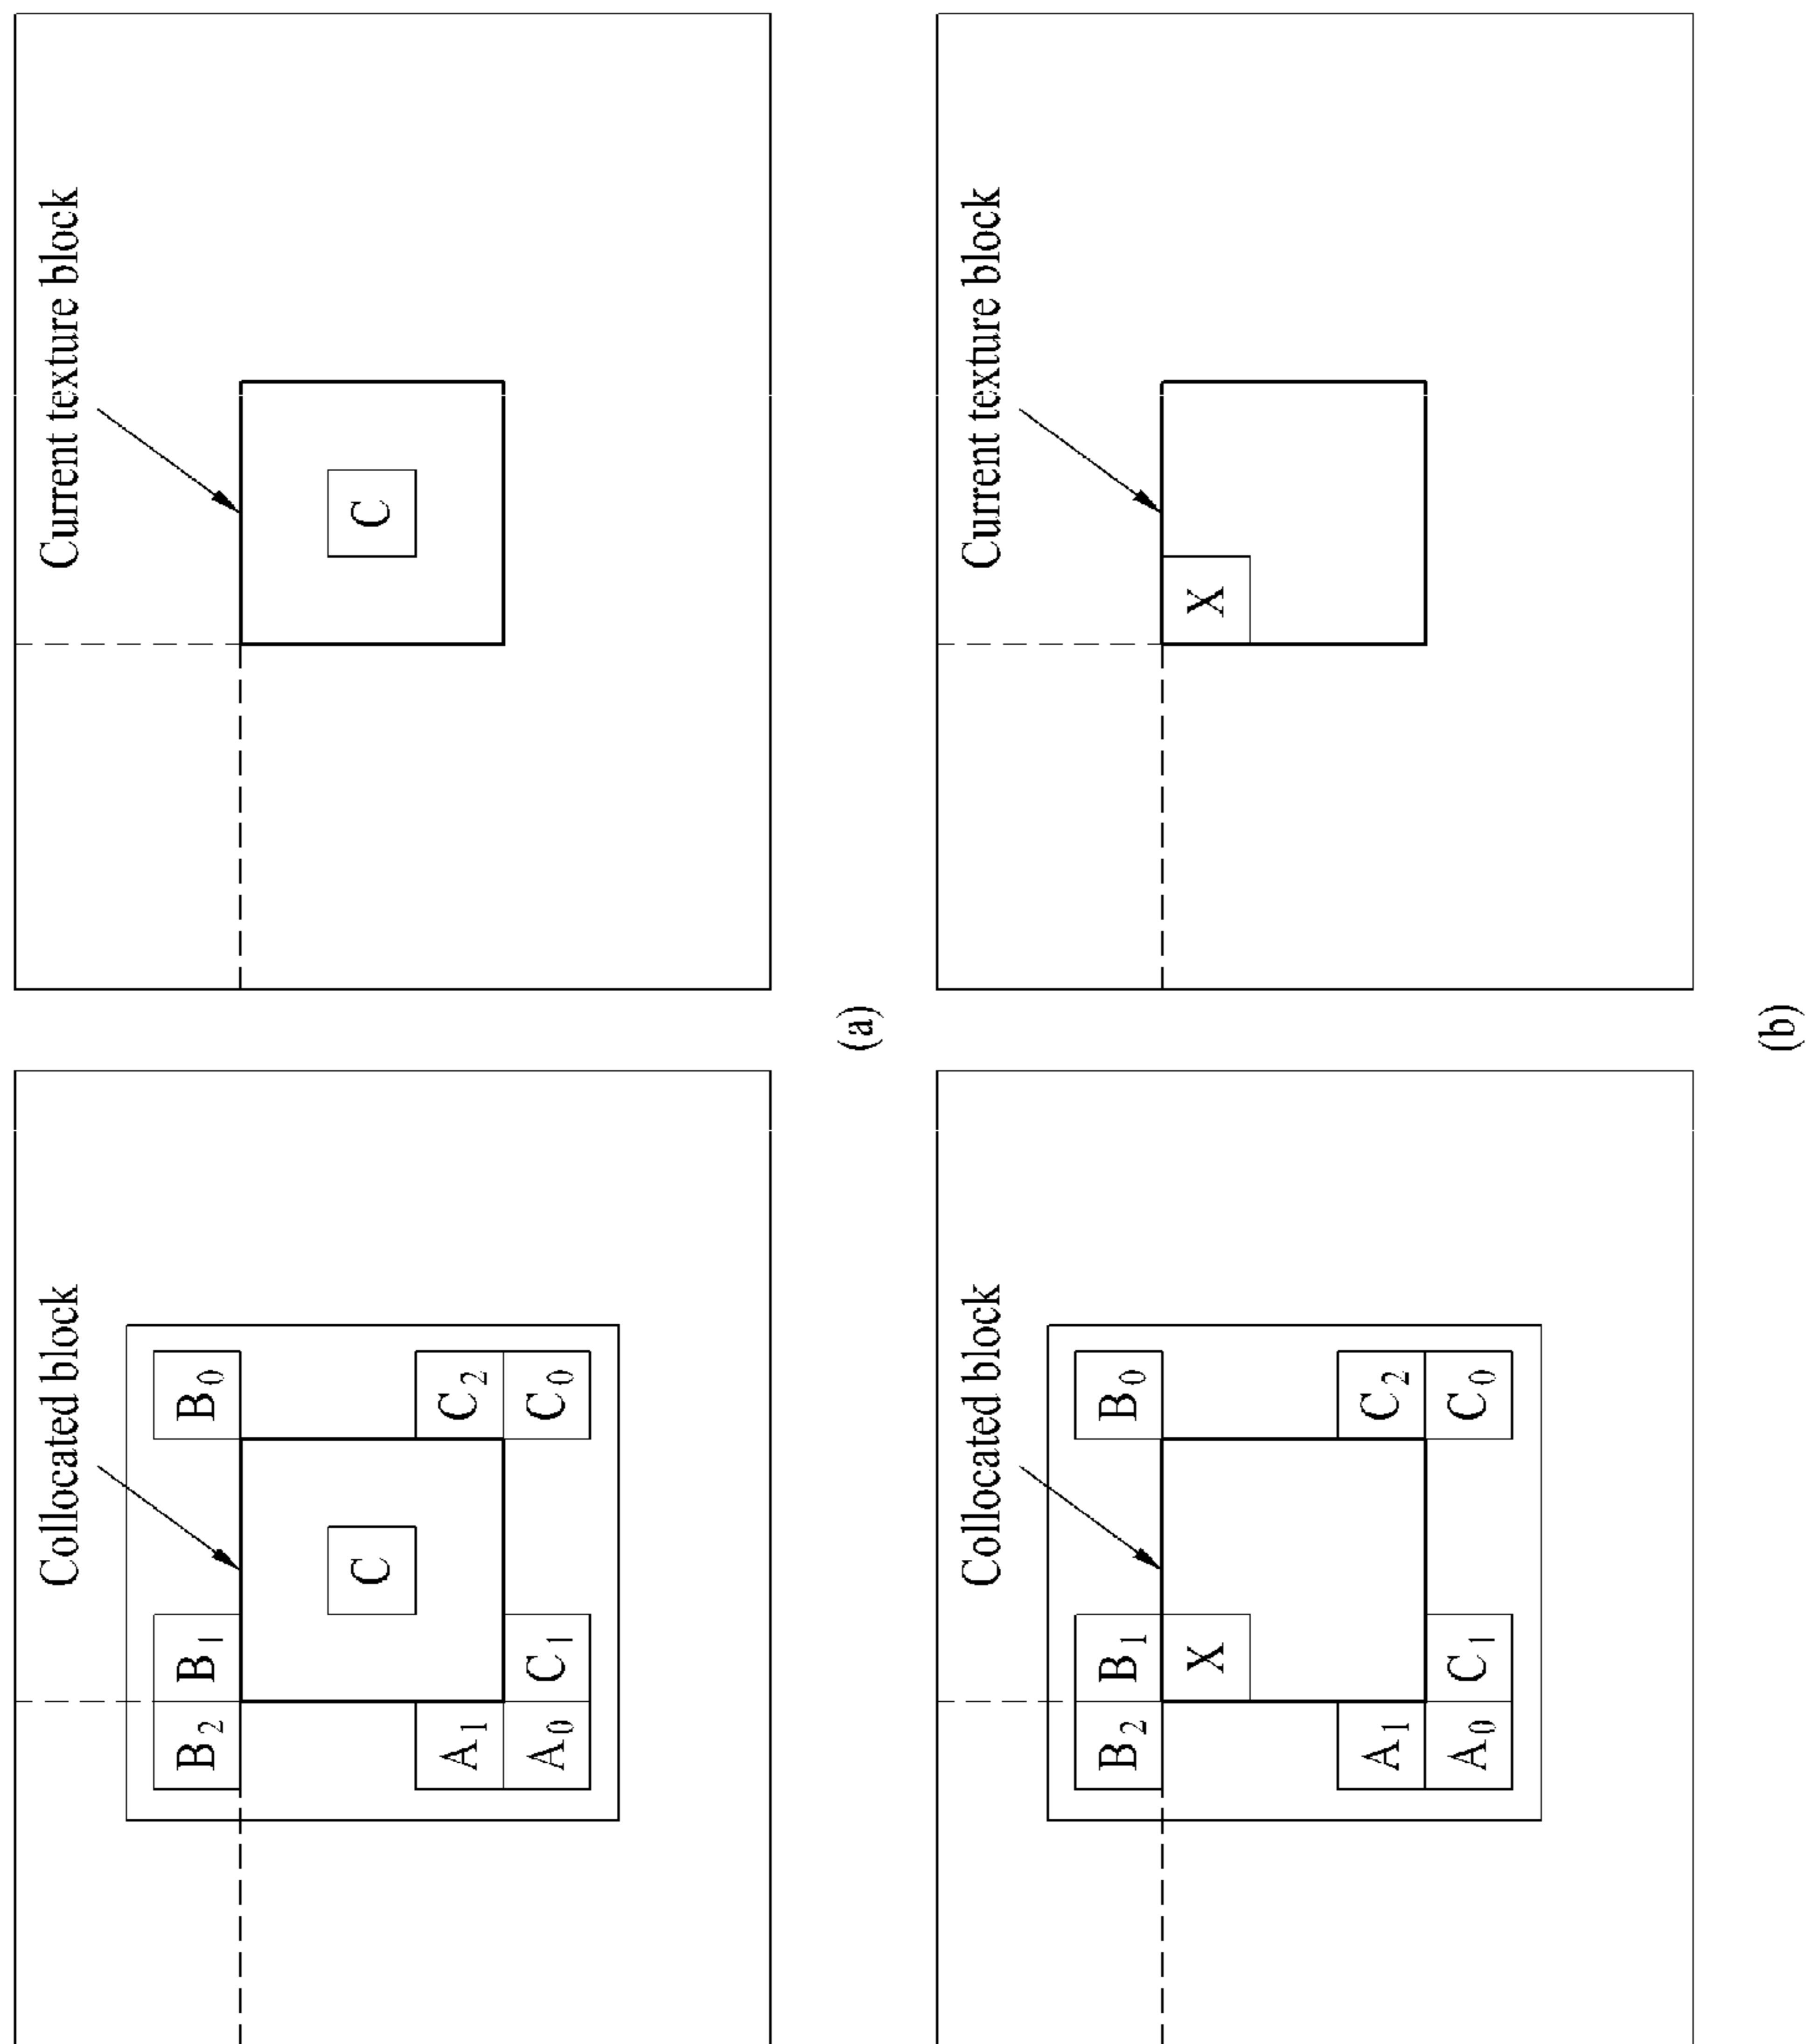 Collocated block
Current texture block
B₂ B₁ B₀
C
C
A₁ C₂
A₀ C₁ C₀
(a)
Collocated block
Current texture block
B₂ B₁ B₀
X
X
A₁ C₂
A₀ C₁ C₀
(b)